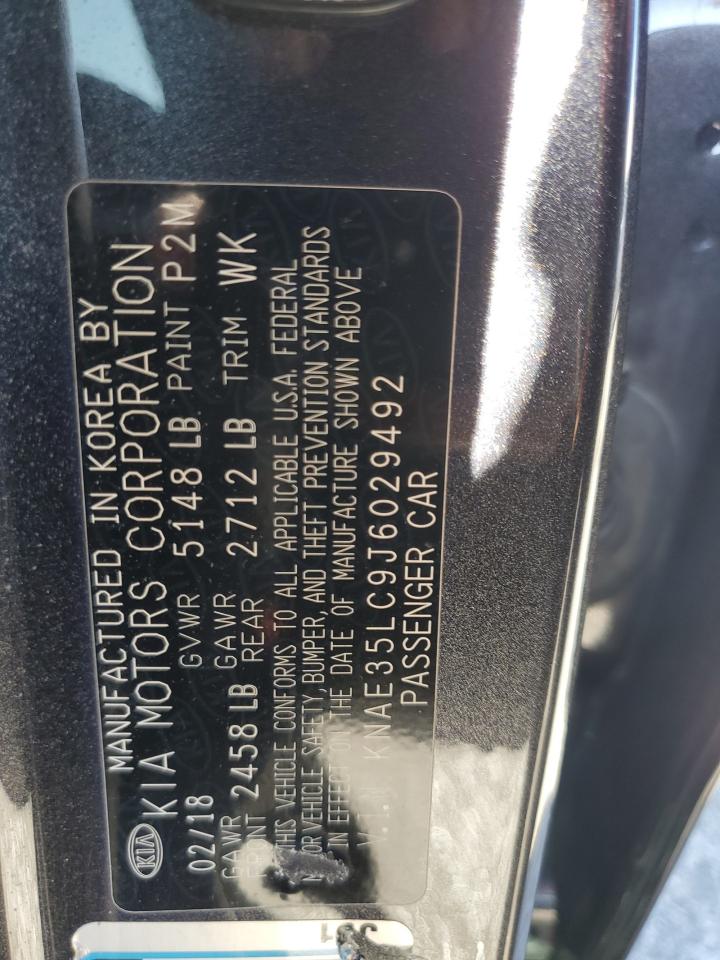 MANUFACTURED IN KOREA BY
KIA KIA MOTORS CORPORATION
02/18 GVWR 5148 LB PAINT P2M
GAWR FRONT 2458 LB GAWR REAR 2712 LB TRIM WK
THIS VEHICLE CONFORMS TO ALL APPLICABLE U.S.A. FEDERAL
MOTOR VEHICLE SAFETY, BUMPER, AND THEFT PREVENTION STANDARDS
IN EFFECT ON THE DATE OF MANUFACTURE SHOWN ABOVE
V.I.N KNAE35LC9J6029492
PASSENGER CAR